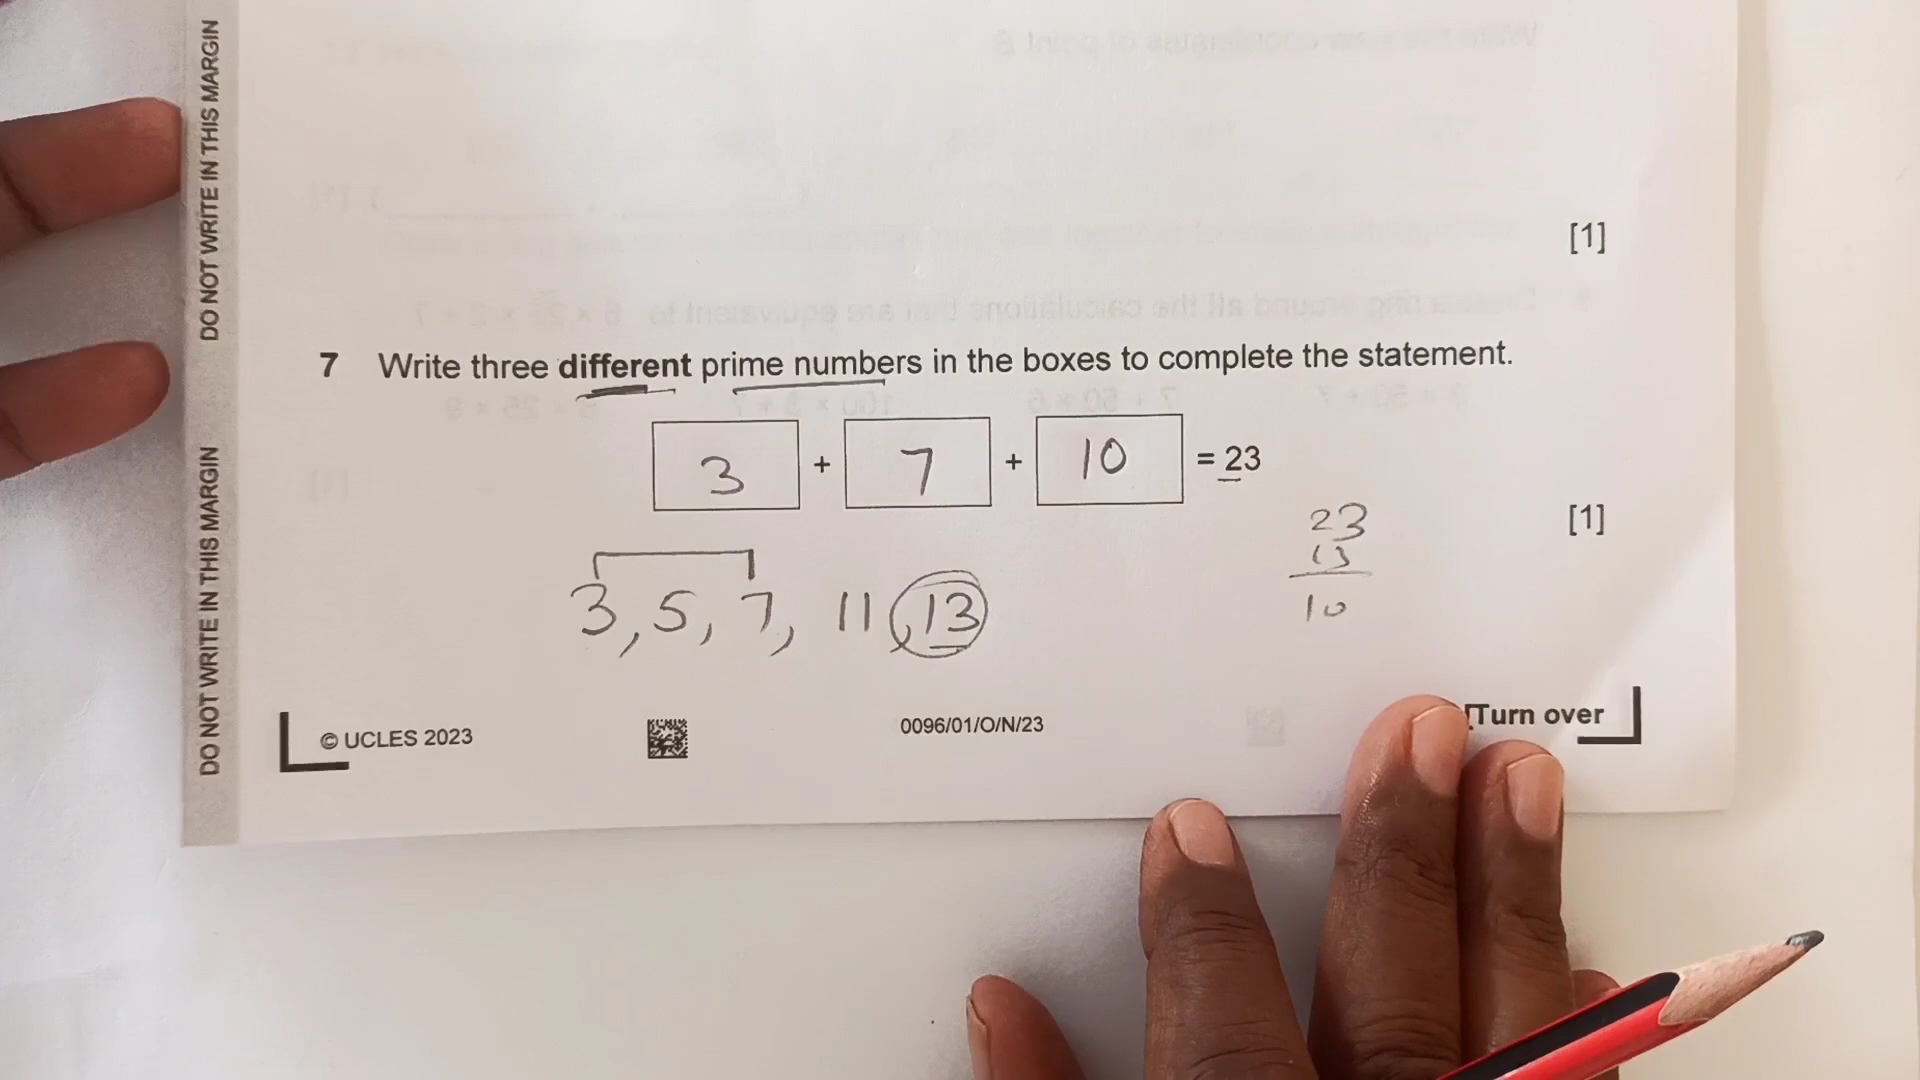 DO NOT WRITE IN THIS MARGIN
[1]
7 Write three different prime numbers in the boxes to complete the statement.
3 + 7 + 10 = 23
[1]
23
13
10
3, 5, 7, 11, 13
DO NOT WRITE IN THIS MARGIN
© UCLES 2023
0096/01/O/N/23
Turn over